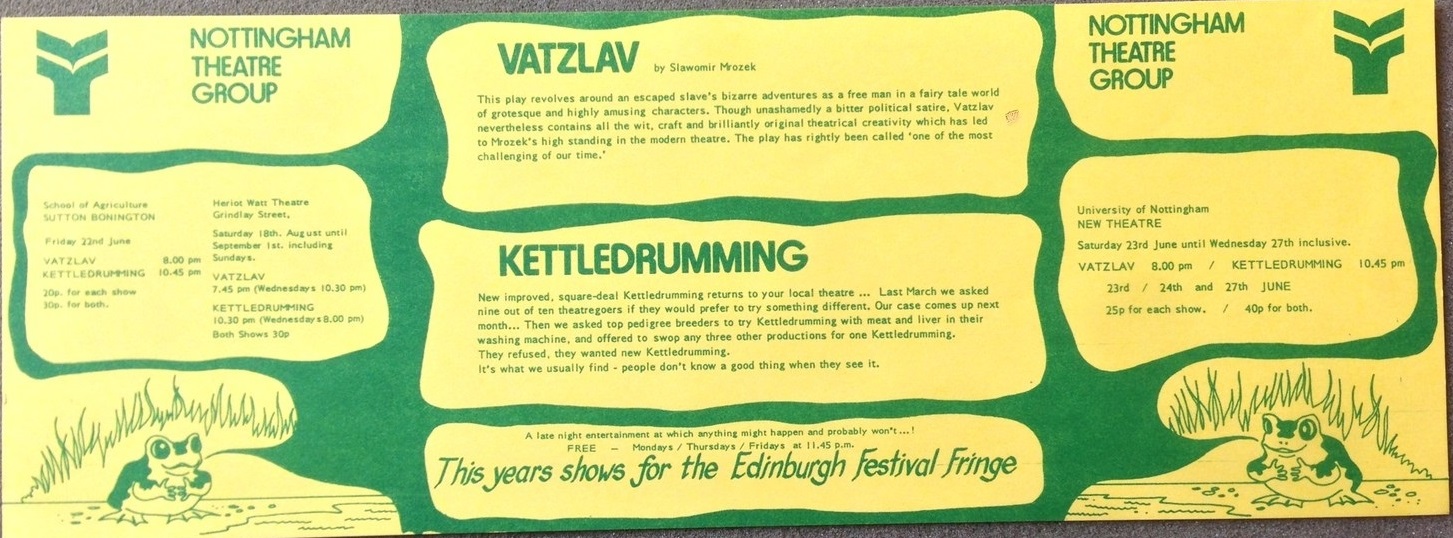 NOTTINGHAM
THEATRE
GROUP
School of Agriculture
SUTTON BONINGTON
Friday 22nd June
VATZLAV 8.00 pm
KETTLEDRUMMING 10.45 pm
20p. for each show
30p. for both.
Heriot Watt Theatre
Grindlay Street,
Saturday 18th. August until
September 1st. including
Sundays.
VATZLAV
7.45 pm (Wednesdays 10.30 pm)
KETTLEDRUMMING
10.30 pm (Wednesdays 8.00 pm)
Both Shows 30p
VATZLAV by Slawomir Mrozek
This play revolves around an escaped slave's bizarre adventures as a free man in a fairy tale world
of grotesque and highly amusing characters. Though unashamedly a bitter political satire, Vatzlav
nevertheless contains all the wit, craft and brilliantly original theatrical creativity which has led
to Mrozek's high standing in the modern theatre. The play has rightly been called 'one of the most
challenging of our time.'
KETTLEDRUMMING
New improved, square-deal Kettledrumming returns to your local theatre ... Last March we asked
nine out of ten theatregoers if they would prefer to try something different. Our case comes up next
month... Then we asked top pedigree breeders to try Kettledrumming with meat and liver in their
washing machine, and offered to swop any three other productions for one Kettledrumming.
They refused, they wanted new Kettledrumming.
It's what we usually find - people don't know a good thing when they see it.
A late night entertainment at which anything might happen and probably won't...!
FREE — Mondays / Thursdays / Fridays at 11.45 p.m.
This years shows for the Edinburgh Festival Fringe
NOTTINGHAM
THEATRE
GROUP
University of Nottingham
NEW THEATRE
Saturday 23rd June until Wednesday 27th inclusive.
VATZLAV 8.00 pm / KETTLEDRUMMING 10.45 pm
23rd / 24th and 27th JUNE
25p for each show. / 40p for both.